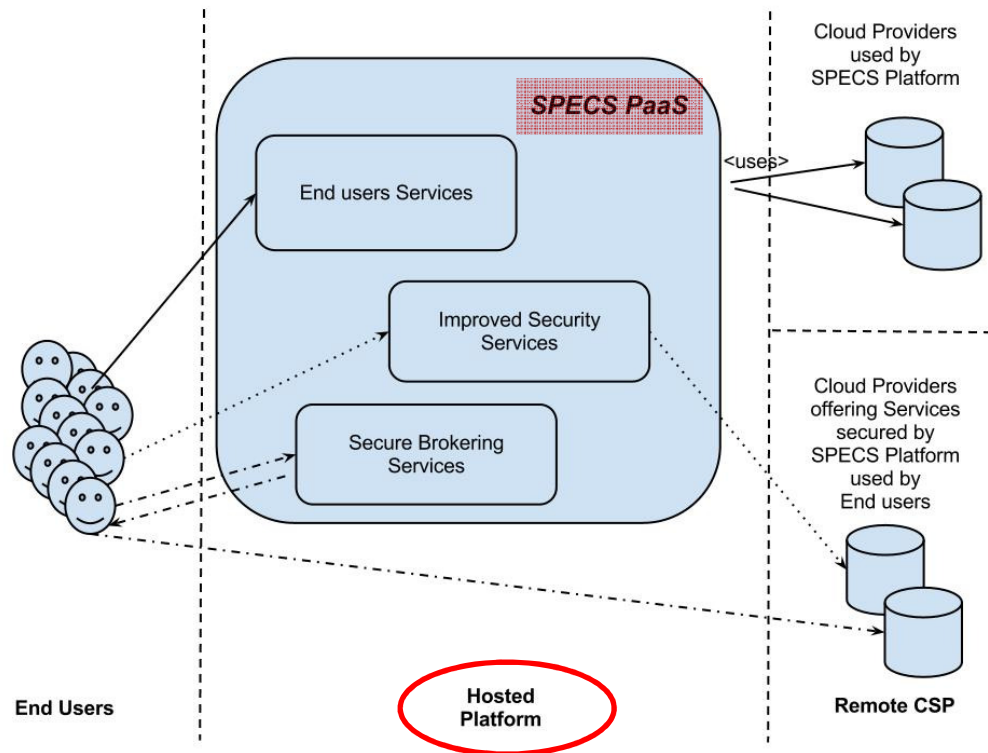 SPECS PaaS
End users Services
Improved Security
Services
Secure Brokering
Services
<uses>
Cloud Providers
used by
SPECS Platform
Cloud Providers
offering Services
secured by
SPECS Platform
used by
End users
End Users
Hosted
Platform
Remote CSP